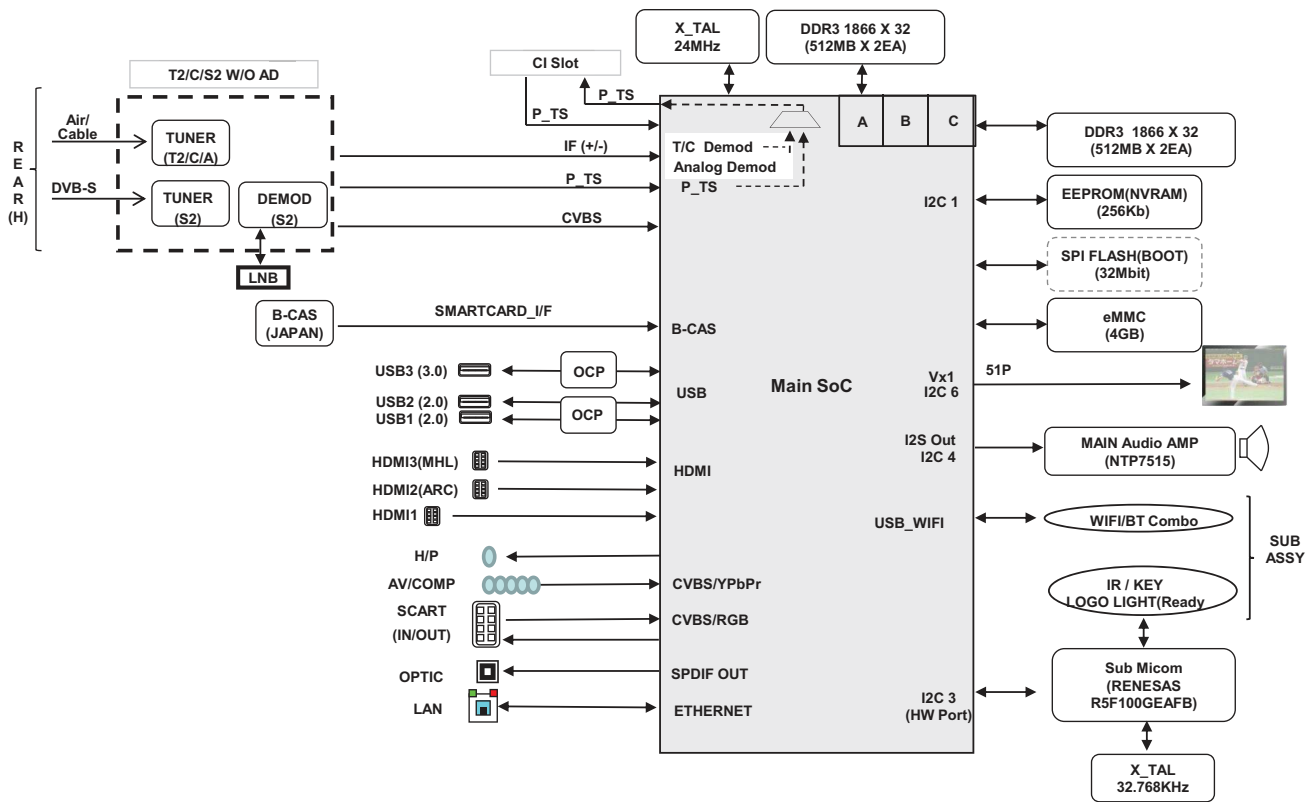 X_TAL
24MHz
DDR3 1866 X 32
(512MB X 2EA)
CI Slot
T2/C/S2 W/O AD
P_TS
P_TS
A
B
C
R
E
A
R
(H)
Air/
Cable
TUNER
(T2/C/A)
DVB-S
TUNER
(S2)
DEMOD
(S2)
LNB
IF (+/-)
P_TS
CVBS
T/C Demod
Analog Demod
P_TS
DDR3 1866 X 32
(512MB X 2EA)
I2C 1
EEPROM(NVRAM)
(256Kb)
SPI FLASH(BOOT)
(32Mbit)
B-CAS
(JAPAN)
SMARTCARD_I/F
B-CAS
eMMC
(4GB)
USB3 (3.0)
OCP
USB2 (2.0)
USB1 (2.0)
OCP
USB
Main SoC
Vx1
I2C 6
51P
HDMI3(MHL)
HDMI2(ARC)
HDMI1
HDMI
I2S Out
I2C 4
MAIN Audio AMP
(NTP7515)
USB_WIFI
WIFI/BT Combo
SUB
ASSY
H/P
AV/COMP
CVBS/YPbPr
SCART
(IN/OUT)
CVBS/RGB
IR / KEY
LOGO LIGHT(Ready
OPTIC
SPDIF OUT
LAN
ETHERNET
I2C 3
(HW Port)
Sub Micom
(RENESAS
R5F100GEAFB)
X_TAL
32.768KHz